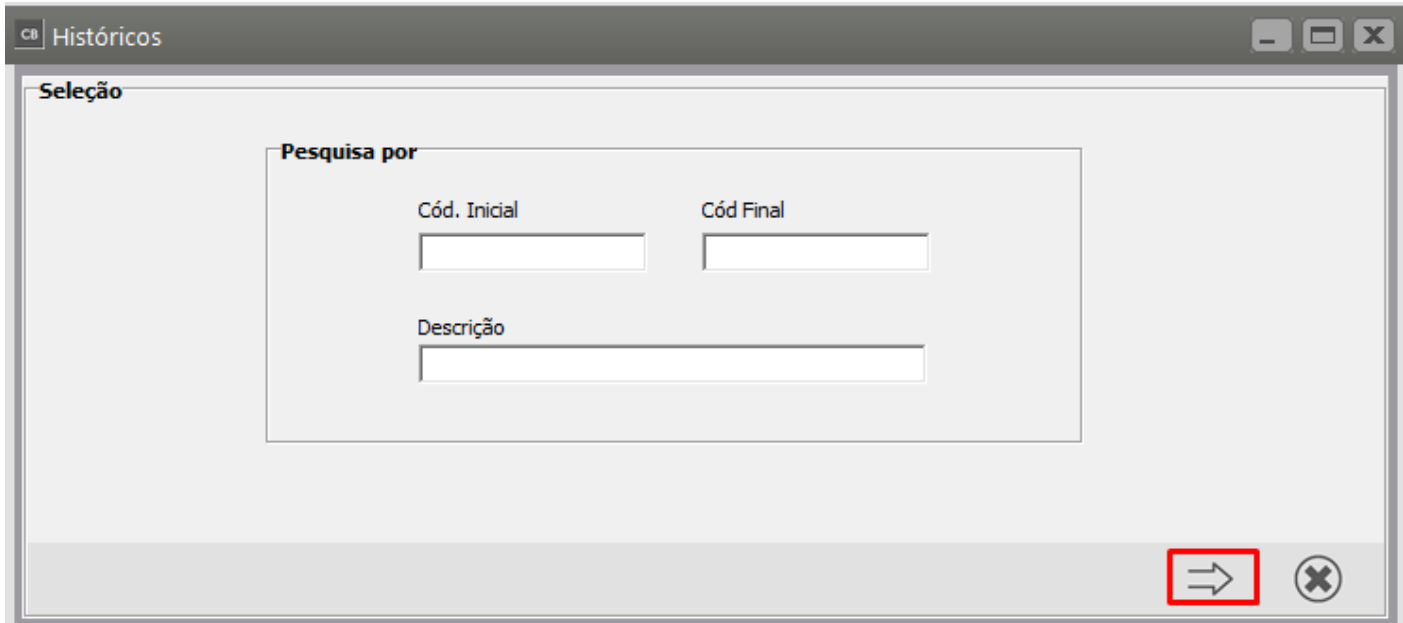 CB Históricos
Seleção
Pesquisa por
Cód. Inicial Cód Final
Descrição